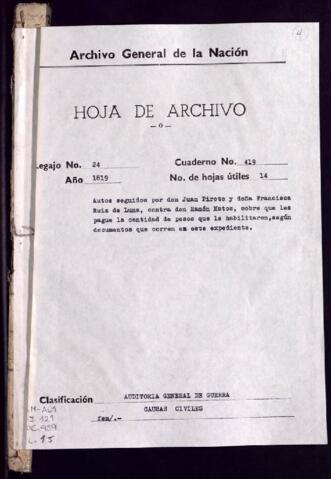 (4)
Archivo General de la Nación
HOJA DE ARCHIVO
— o —
Legajo No. 24 Cuaderno No. 419
Año 1819 No. de hojas útiles 14
Autos seguidos por don Juan Piroto y doña Francisca
Ruiz de Luna, contra don Ramón Matos, sobre que les
pague la cantidad de pesos que le habilitaron, según
documentos que corren en este expediente.
Clasificación AUDITORIA GENERAL DE GUERRA
CAUSAS CIVILES
fem/.-